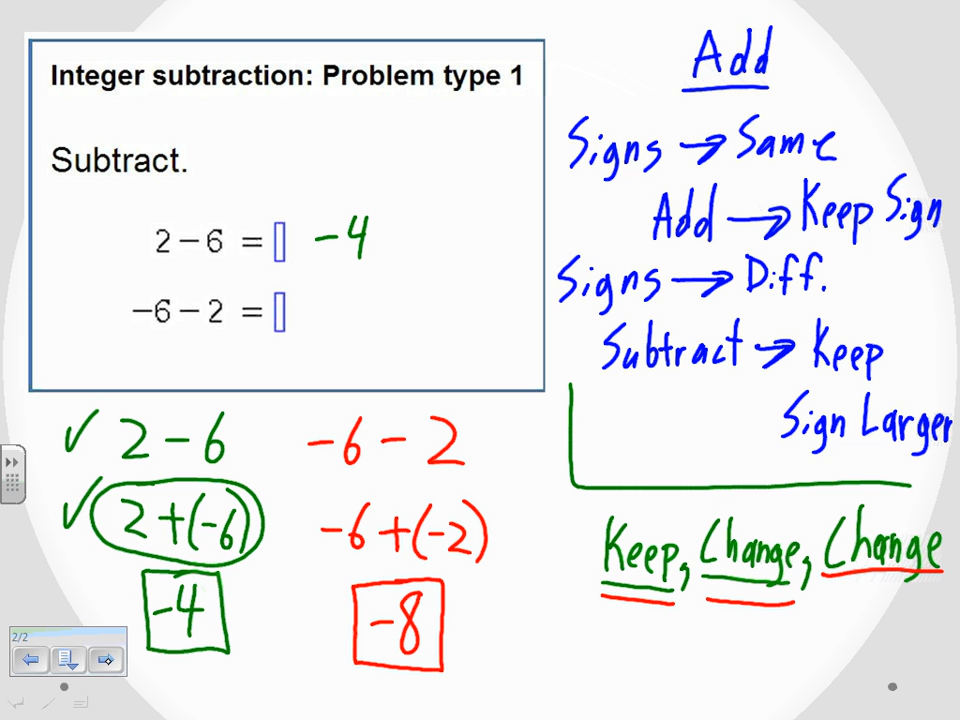 Integer subtraction: Problem type 1
Subtract.
2 − 6 = −4
−6 − 2 =
✓ 2 − 6
✓ 2 + (−6)
−4
−6 − 2
−6 + (−2)
−8
Add
Signs → Same
Add → Keep Sign
Signs → Diff.
Subtract → Keep
Sign Larger
Keep, Change, Change
2/2